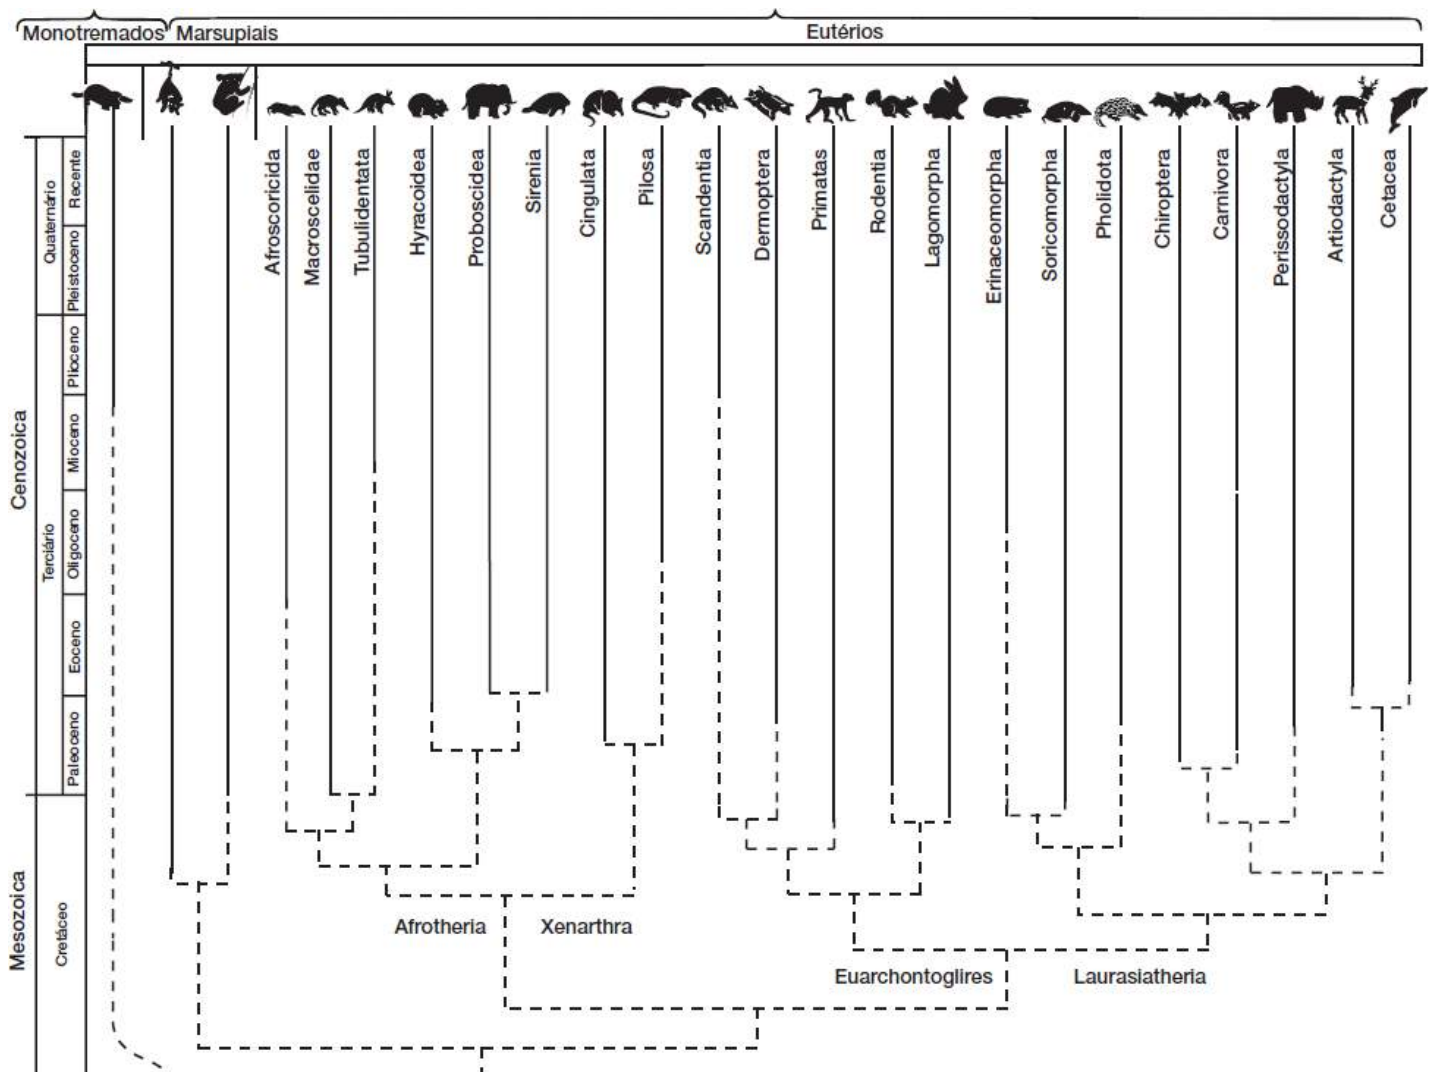 Monotremados Marsupiais Eutérios
Afroscoricida
Macroscelidae
Tubulidentata
Hyracoidea
Proboscidea
Sirenia
Cingulata
Pilosa
Scandentia
Dermoptera
Primatas
Rodentia
Lagomorpha
Erinaceomorpha
Soricomorpha
Pholidota
Chiroptera
Carnivora
Perissodactyla
Artiodactyla
Cetacea
Cenozoica
Quaternário
Recente
Pleistoceno
Terciário
Plioceno
Mioceno
Oligoceno
Eoceno
Paleoceno
Mesozoica
Cretáceo
Afrotheria Xenarthra
Euarchontoglires Laurasiatheria